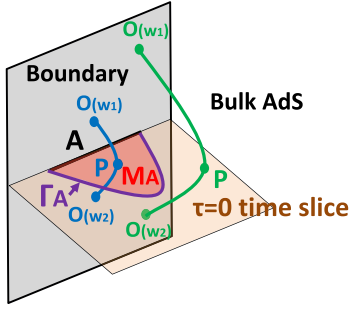 O(w₁)
Boundary
Bulk AdS
O(w₁)
A
P
MA
P
ΓA
O(w₂)
τ=0 time slice
O(w₂)